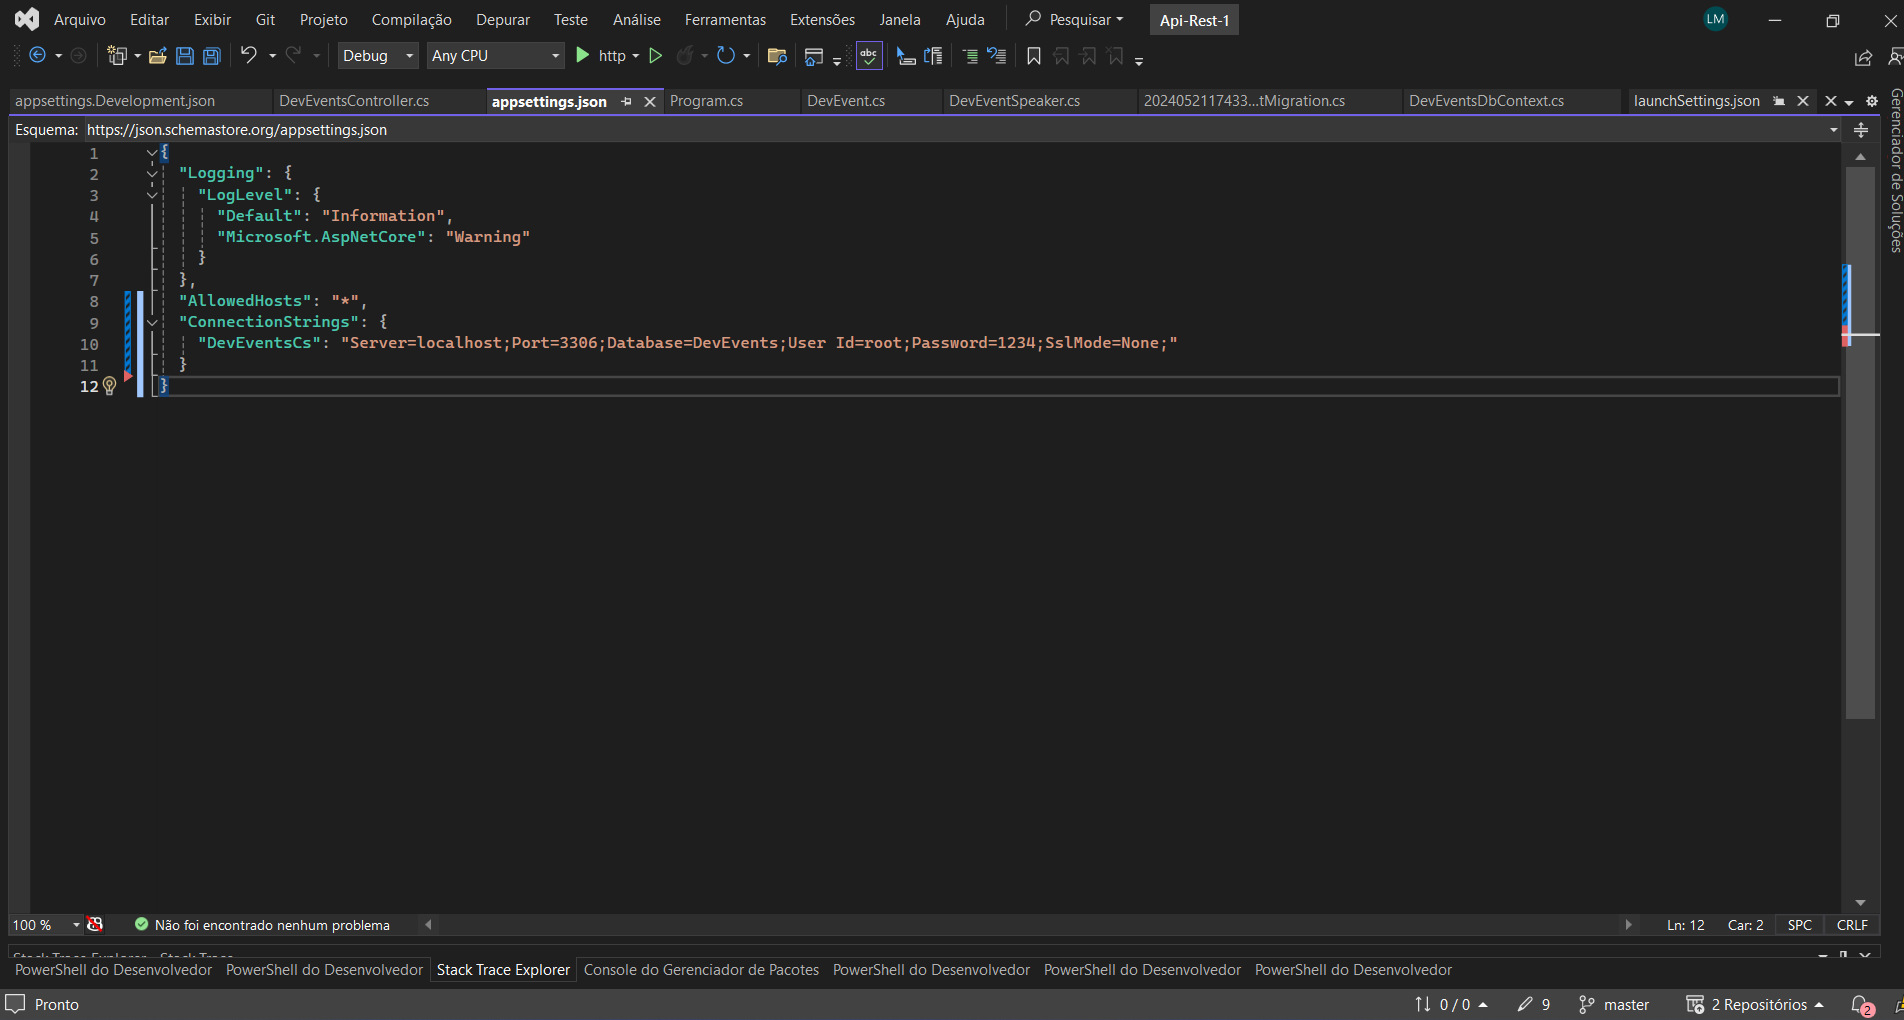 Arquivo Editar Exibir Git Projeto Compilação Depurar Teste Análise Ferramentas Extensões Janela Ajuda Pesquisar Api-Rest-1 LM
Debug Any CPU http abc
appsettings.Development.json DevEventsController.cs appsettings.json Program.cs DevEvent.cs DevEventSpeaker.cs 2024052117433...tMigration.cs DevEventsDbContext.cs launchSettings.json
Gerenciador de Soluções
Esquema: https://json.schemastore.org/appsettings.json
1 {
2 "Logging": {
3 "LogLevel": {
4 "Default": "Information",
5 "Microsoft.AspNetCore": "Warning"
6 }
7 },
8 "AllowedHosts": "*",
9 "ConnectionStrings": {
10 "DevEventsCs": "Server=localhost;Port=3306;Database=DevEvents;User Id=root;Password=1234;SslMode=None;"
11 }
12 }
100 % Não foi encontrado nenhum problema Ln: 12 Car: 2 SPC CRLF
Stack Trace Explorer - Stack Trace
PowerShell do Desenvolvedor PowerShell do Desenvolvedor Stack Trace Explorer Console do Gerenciador de Pacotes PowerShell do Desenvolvedor PowerShell do Desenvolvedor PowerShell do Desenvolvedor
Pronto 0 / 0 9 master 2 Repositórios 2